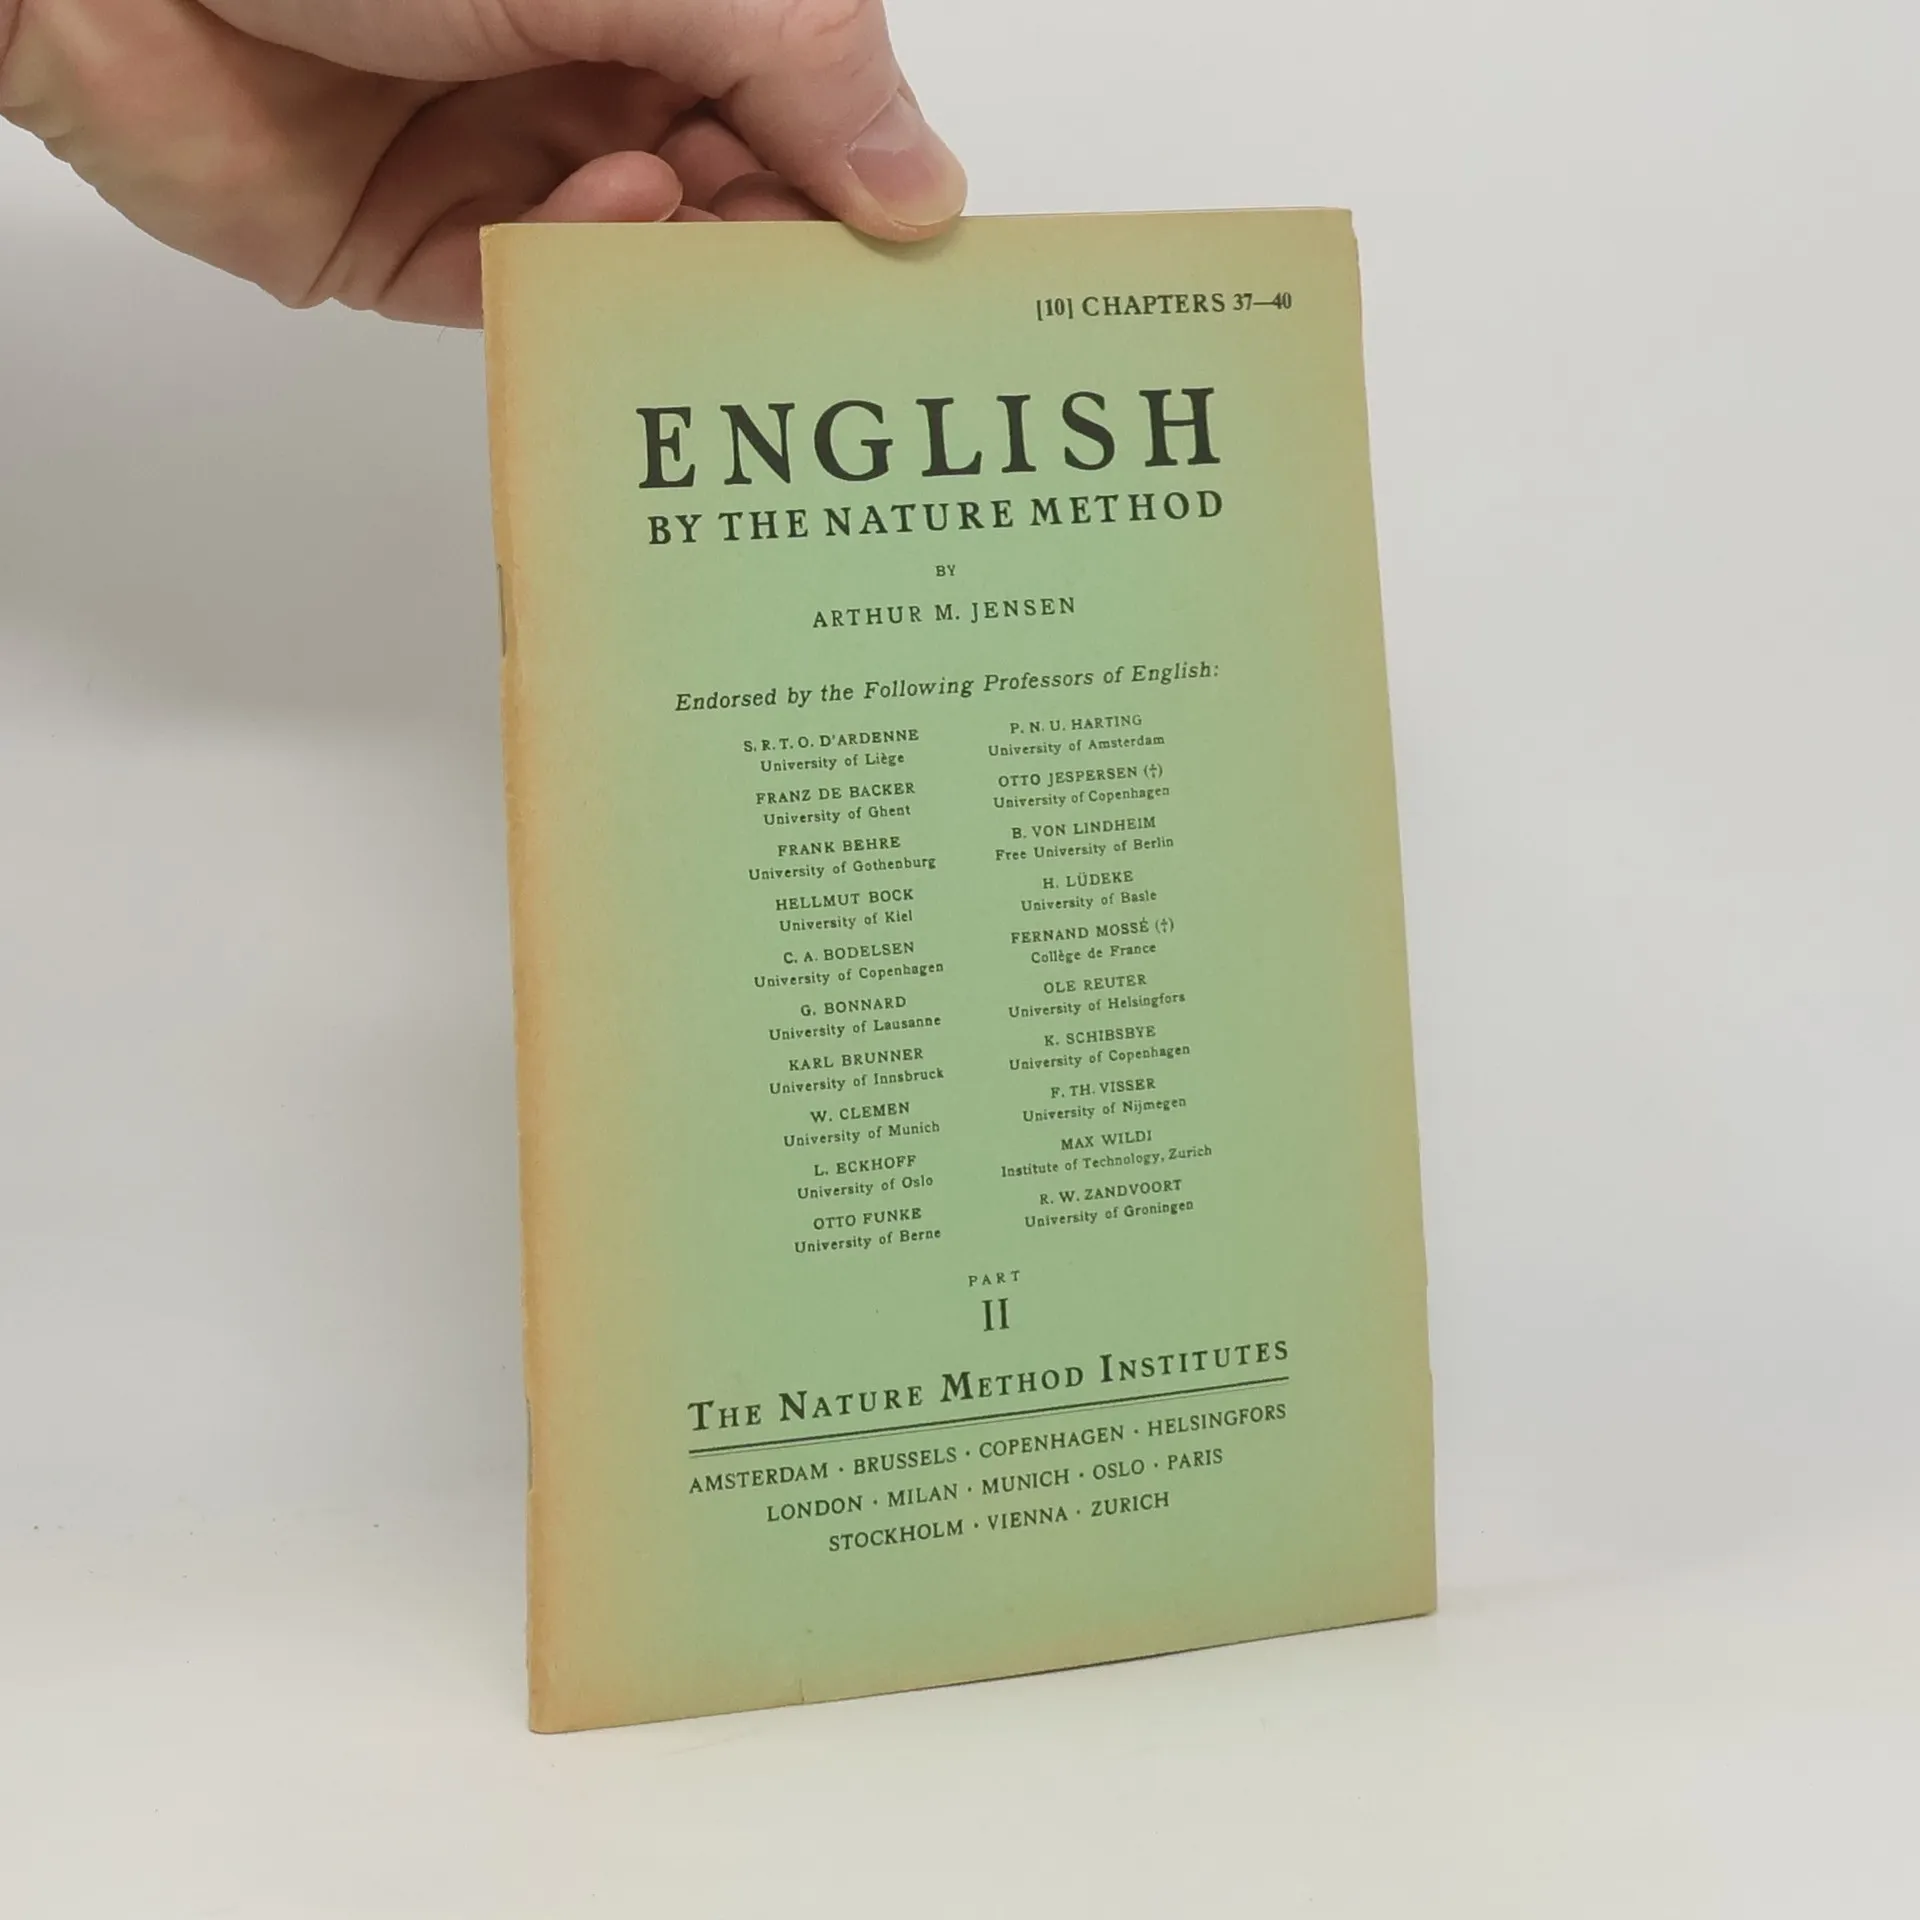 [10] CHAPTERS 37—40
ENGLISH
BY THE NATURE METHOD
BY
ARTHUR M. JENSEN
Endorsed by the Following Professors of English:
S. R. T. O. D'ARDENNE
University of Liège
FRANZ DE BACKER
University of Ghent
FRANK BEHRE
University of Gothenburg
HELLMUT BOCK
University of Kiel
C. A. BODELSEN
University of Copenhagen
G. BONNARD
University of Lausanne
KARL BRUNNER
University of Innsbruck
W. CLEMEN
University of Munich
L. ECKHOFF
University of Oslo
OTTO FUNKE
University of Berne
P. N. U. HARTING
University of Amsterdam
OTTO JESPERSEN (†)
University of Copenhagen
B. VON LINDHEIM
Free University of Berlin
H. LÜDEKE
University of Basle
FERNAND MOSSÉ (†)
Collège de France
OLE REUTER
University of Helsingfors
K. SCHIBSBYE
University of Copenhagen
F. TH. VISSER
University of Nijmegen
MAX WILDI
Institute of Technology, Zurich
R. W. ZANDVOORT
University of Groningen
PART
II
THE NATURE METHOD INSTITUTES
AMSTERDAM · BRUSSELS · COPENHAGEN · HELSINGFORS
LONDON · MILAN · MUNICH · OSLO · PARIS
STOCKHOLM · VIENNA · ZURICH